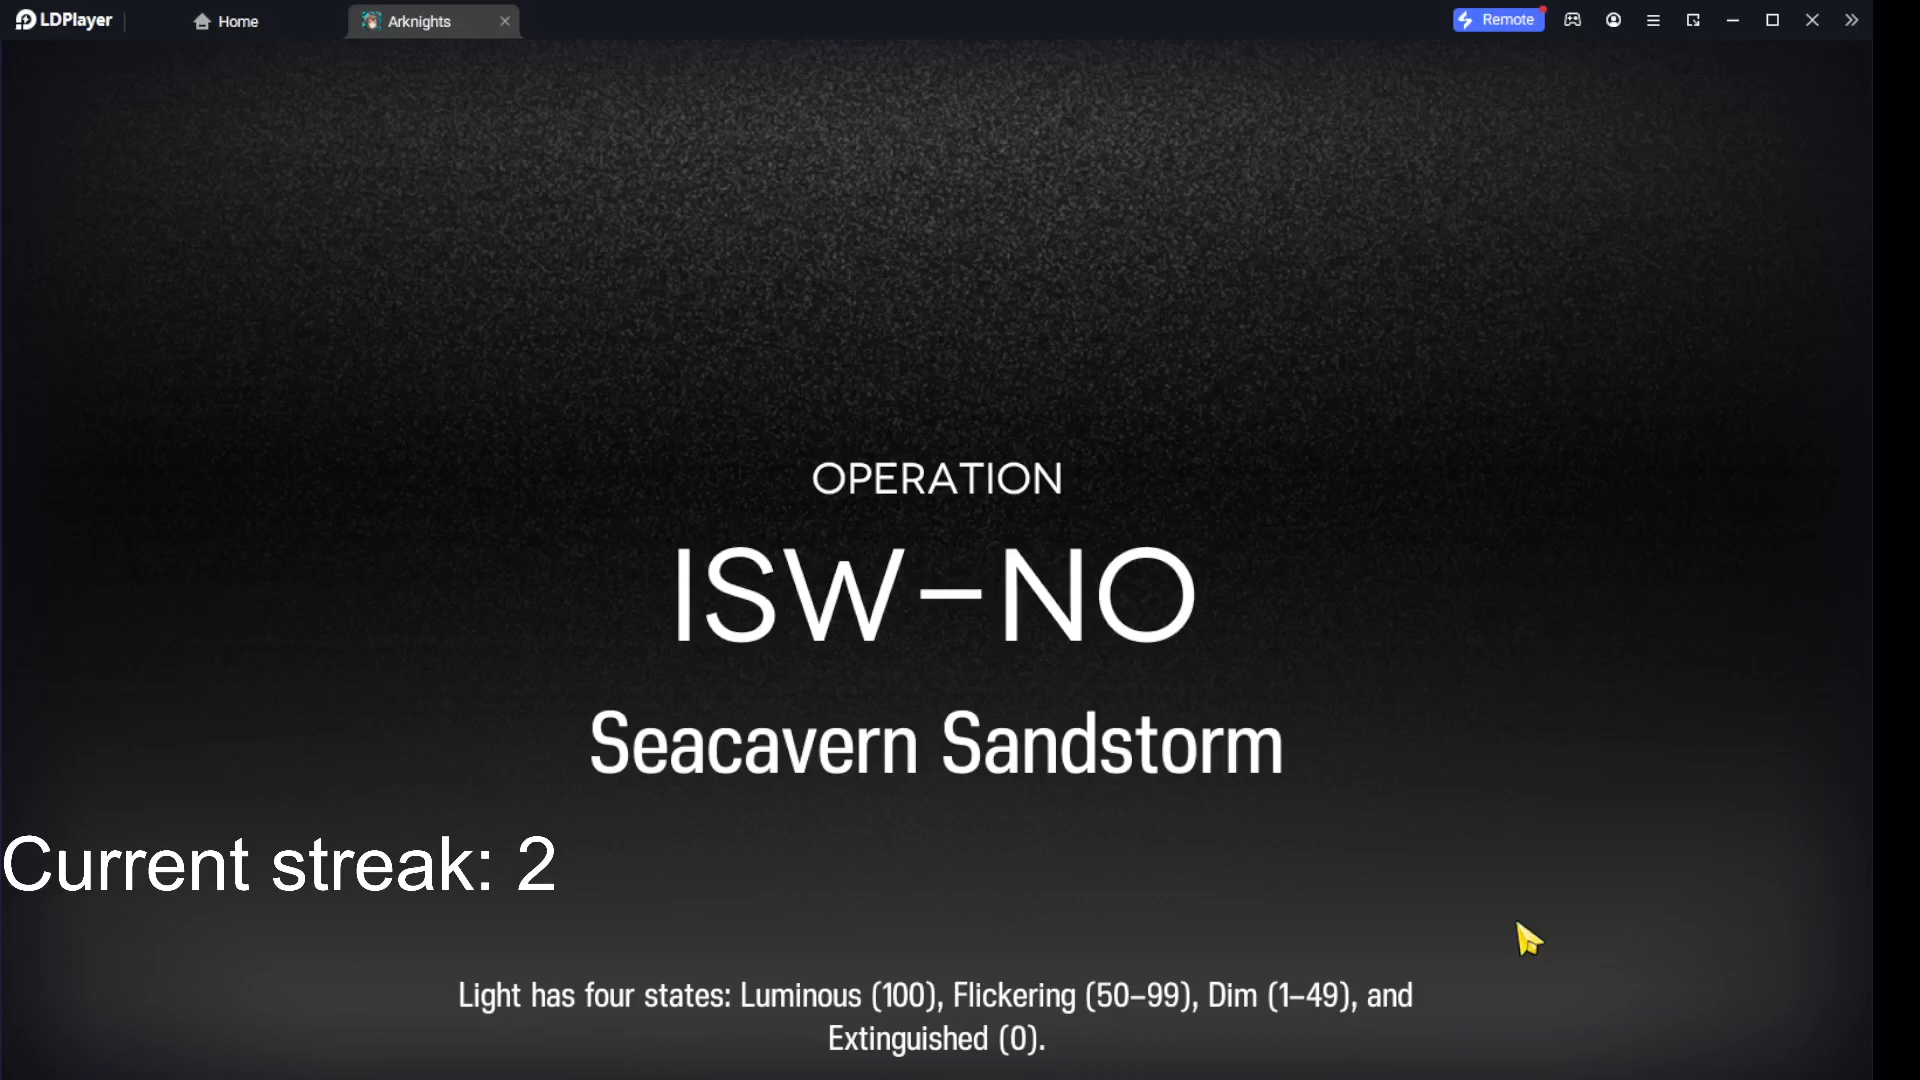 LDPlayer
Home
Arknights
Remote
OPERATION
ISW-NO
Seacavern Sandstorm
Current streak: 2
Light has four states: Luminous (100), Flickering (50–99), Dim (1–49), and
Extinguished (0).